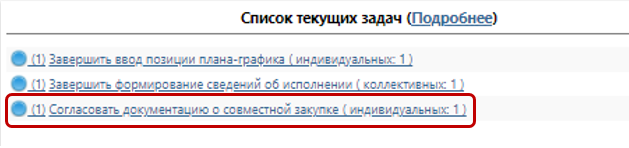 Список текущих задач (Подробнее)
(1) Завершить ввод позиции плана-графика ( индивидуальных: 1 )
(1) Завершить формирование сведений об исполнении ( коллективных: 1 )
(1) Согласовать документацию о совместной закупке ( индивидуальных: 1 )